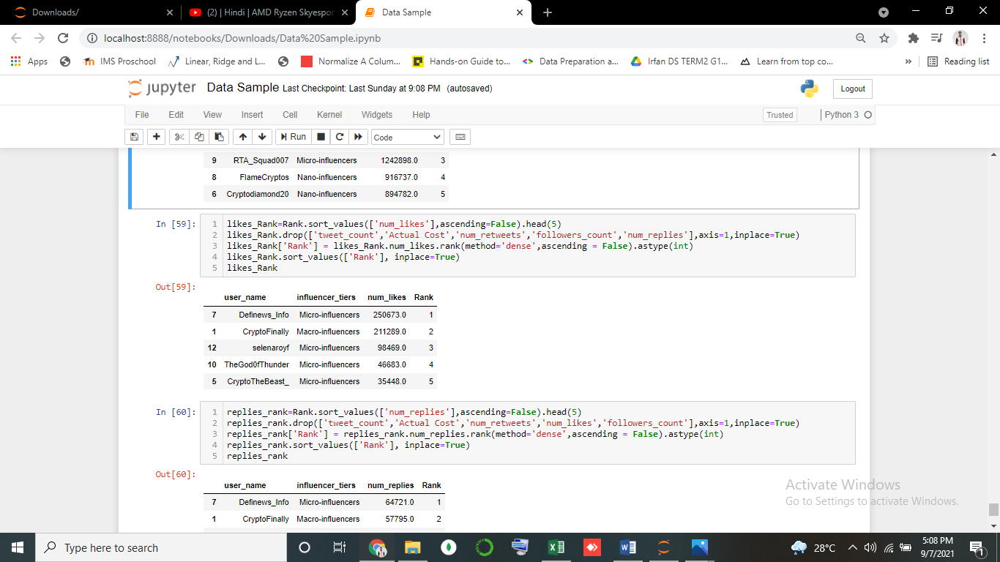 Downloads/
(2) | Hindi | AMD Ryzen Skyespor
Data Sample
localhost:8888/notebooks/Downloads/Data%20Sample.ipynb
Apps IMS Proschool Linear, Ridge and L... Normalize A Colum... Hands-on Guide to... Data Preparation a... Irfan DS TERM2 G1... Learn from top co... » Reading list
jupyter Data Sample Last Checkpoint: Last Sunday at 9:08 PM (autosaved) Logout
File Edit View Insert Cell Kernel Widgets Help Trusted Python 3
Run Code
9 RTA_Squad007 Micro-influencers 1242898.0 3
8 FlameCryptos Nano-influencers 916737.0 4
6 Cryptodiamond20 Nano-influencers 894782.0 5
In [59]:
1 likes_Rank=Rank.sort_values(['num_likes'],ascending=False).head(5)
2 likes_Rank.drop(['tweet_count','Actual Cost','num_retweets','followers_count','num_replies'],axis=1,inplace=True)
3 likes_Rank['Rank'] = likes_Rank.num_likes.rank(method='dense',ascending = False).astype(int)
4 likes_Rank.sort_values(['Rank'], inplace=True)
5 likes_Rank
Out[59]:
user_name influencer_tiers num_likes Rank
7 Definews_Info Micro-influencers 250673.0 1
1 CryptoFinally Macro-influencers 211289.0 2
12 selenaroyf Micro-influencers 98469.0 3
10 TheGod0fThunder Micro-influencers 46683.0 4
5 CryptoTheBeast_ Micro-influencers 35448.0 5
In [60]:
1 replies_rank=Rank.sort_values(['num_replies'],ascending=False).head(5)
2 replies_rank.drop(['tweet_count','Actual Cost','num_retweets','num_likes','followers_count'],axis=1,inplace=True)
3 replies_rank['Rank'] = replies_rank.num_replies.rank(method='dense',ascending = False).astype(int)
4 replies_rank.sort_values(['Rank'], inplace=True)
5 replies_rank
Out[60]:
user_name influencer_tiers num_replies Rank
7 Definews_Info Micro-influencers 64721.0 1
1 CryptoFinally Macro-influencers 57795.0 2
Activate Windows
Go to Settings to activate Windows.
Type here to search
28°C
5:08 PM
9/7/2021
1